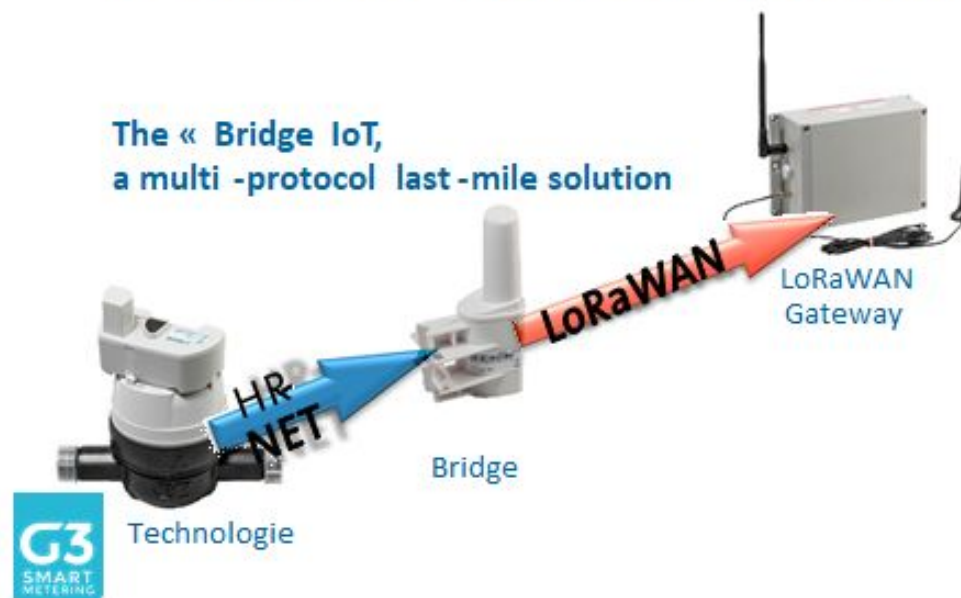 The « Bridge IoT,
a multi -protocol last -mile solution
LoRaWAN
Gateway
LoRaWAN
HR-
NET
Bridge
Technologie
G3
SMART
METERING